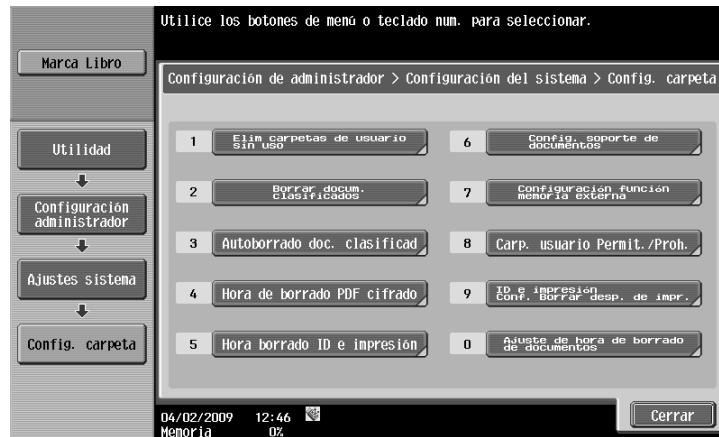 Utilice los botones de menú o teclado num. para seleccionar.
Marca Libro
Configuración de administrador > Configuración del sistema > Config. carpeta
Utilidad
Configuración
administrador
Ajustes sistema
Config. carpeta
1 Elim carpetas de usuario
sin uso
2 Borrar docum.
clasificados
3 Autoborrado doc. clasificad
4 Hora de borrado PDF cifrado
5 Hora borrado ID e impresión
6 Config. soporte de
documentos
7 Configuración función
memoria externa
8 Carp. usuario Permit./Proh.
9 ID e impresión
Conf. Borrar desp. de impr.
0 Ajuste de hora de borrado
de documentos
04/02/2009 12:46
Memoria 0%
Cerrar